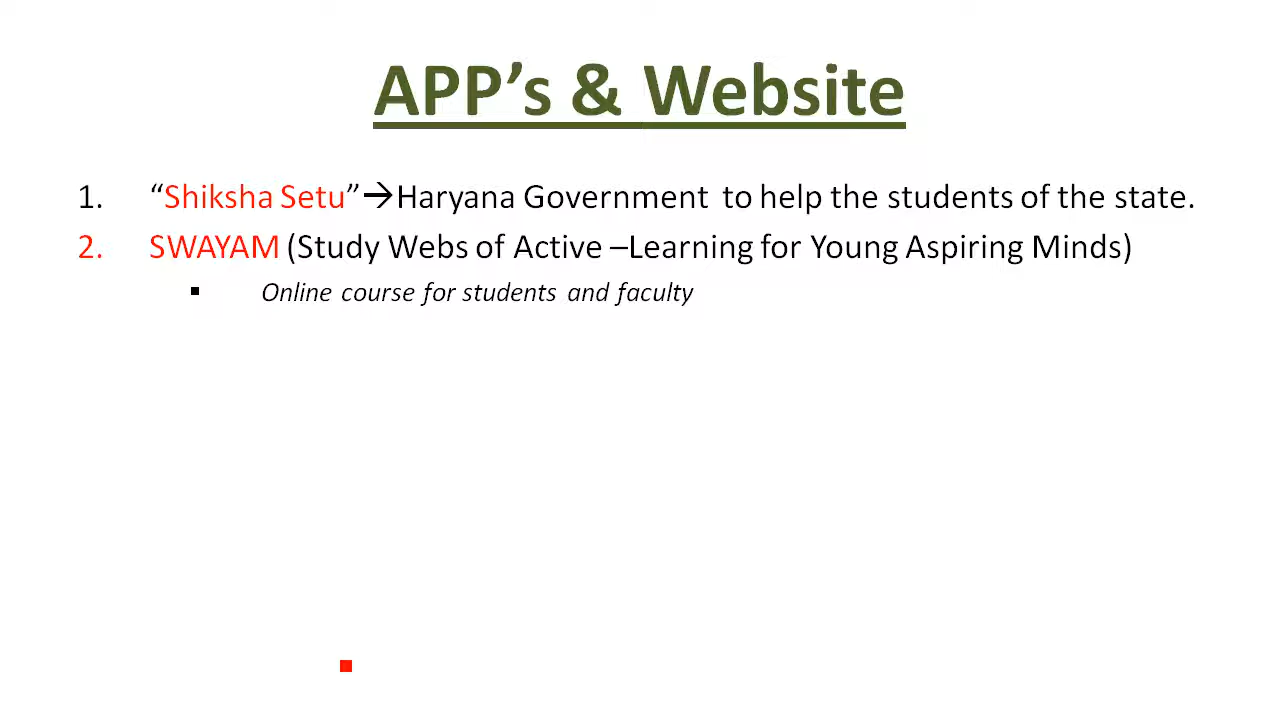 APP’s & Website
1. “Shiksha Setu”→Haryana Government to help the students of the state.
2. SWAYAM (Study Webs of Active –Learning for Young Aspiring Minds)
▪ Online course for students and faculty